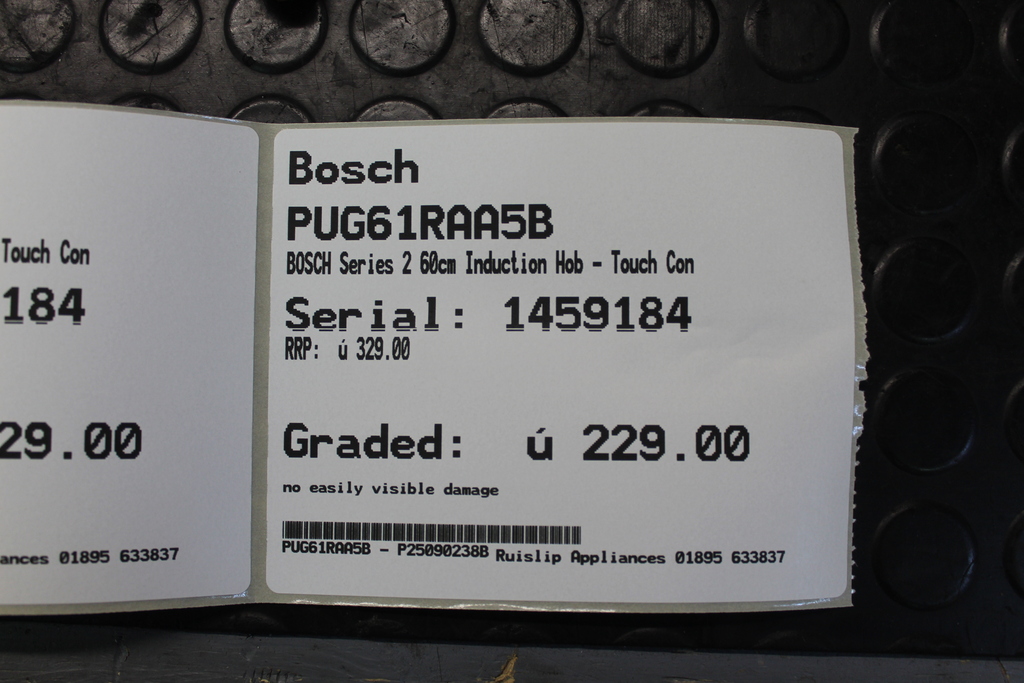 Touch Con
184
29.00
ances 01895 633837
Bosch
PUG61RAA5B
BOSCH Series 2 60cm Induction Hob - Touch Con
Serial: 1459184
RRP: ú 329.00
Graded: ú 229.00
no easily visible damage
PUG61RAA5B - P25090238B Ruislip Appliances 01895 633837